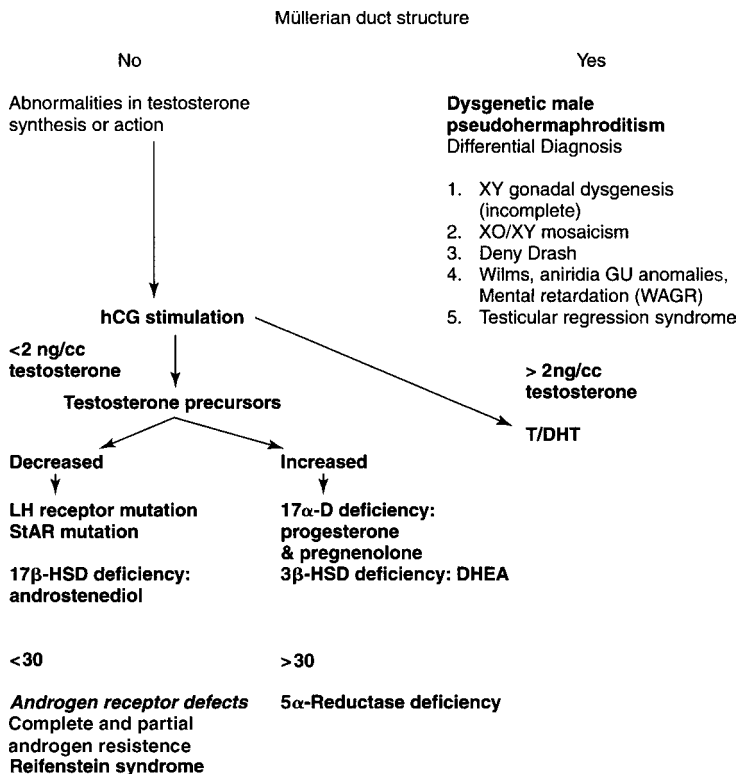 Müllerian duct structure
No
Yes
Abnormalities in testosterone
synthesis or action
Dysgenetic male
pseudohermaphroditism
Differential Diagnosis
1. XY gonadal dysgenesis
(incomplete)
2. XO/XY mosaicism
3. Deny Drash
4. Wilms, aniridia GU anomalies,
Mental retardation (WAGR)
5. Testicular regression syndrome
hCG stimulation
<2 ng/cc
testosterone
> 2ng/cc
testosterone
Testosterone precursors
T/DHT
Decreased
Increased
LH receptor mutation
StAR mutation
17β-HSD deficiency:
androstenediol
17α-D deficiency:
progesterone
& pregnenolone
3β-HSD deficiency: DHEA
<30
>30
Androgen receptor defects
Complete and partial
androgen resistence
Reifenstein syndrome
5α-Reductase deficiency